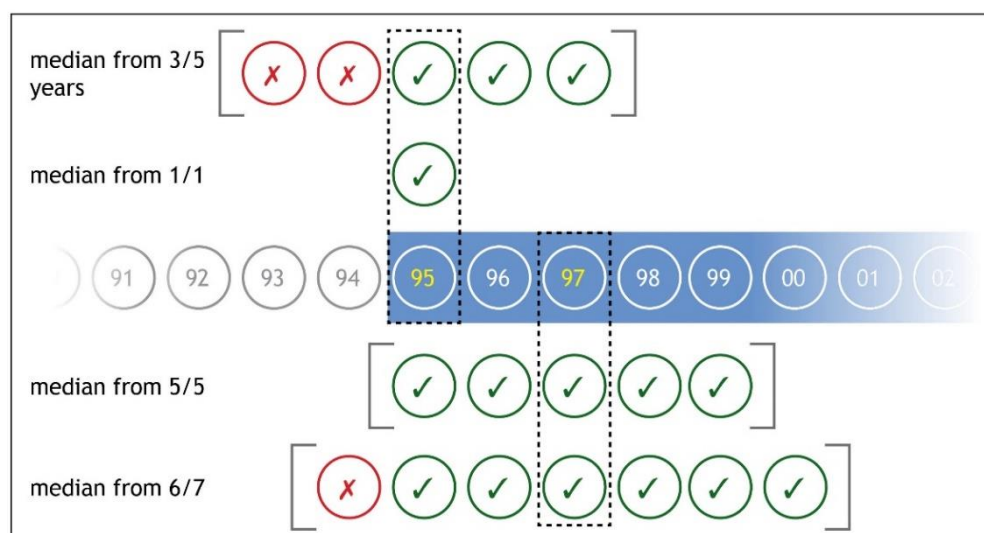 median from 3/5
years
median from 1/1
91 92 93 94 95 96 97 98 99 00 01 02
median from 5/5
median from 6/7